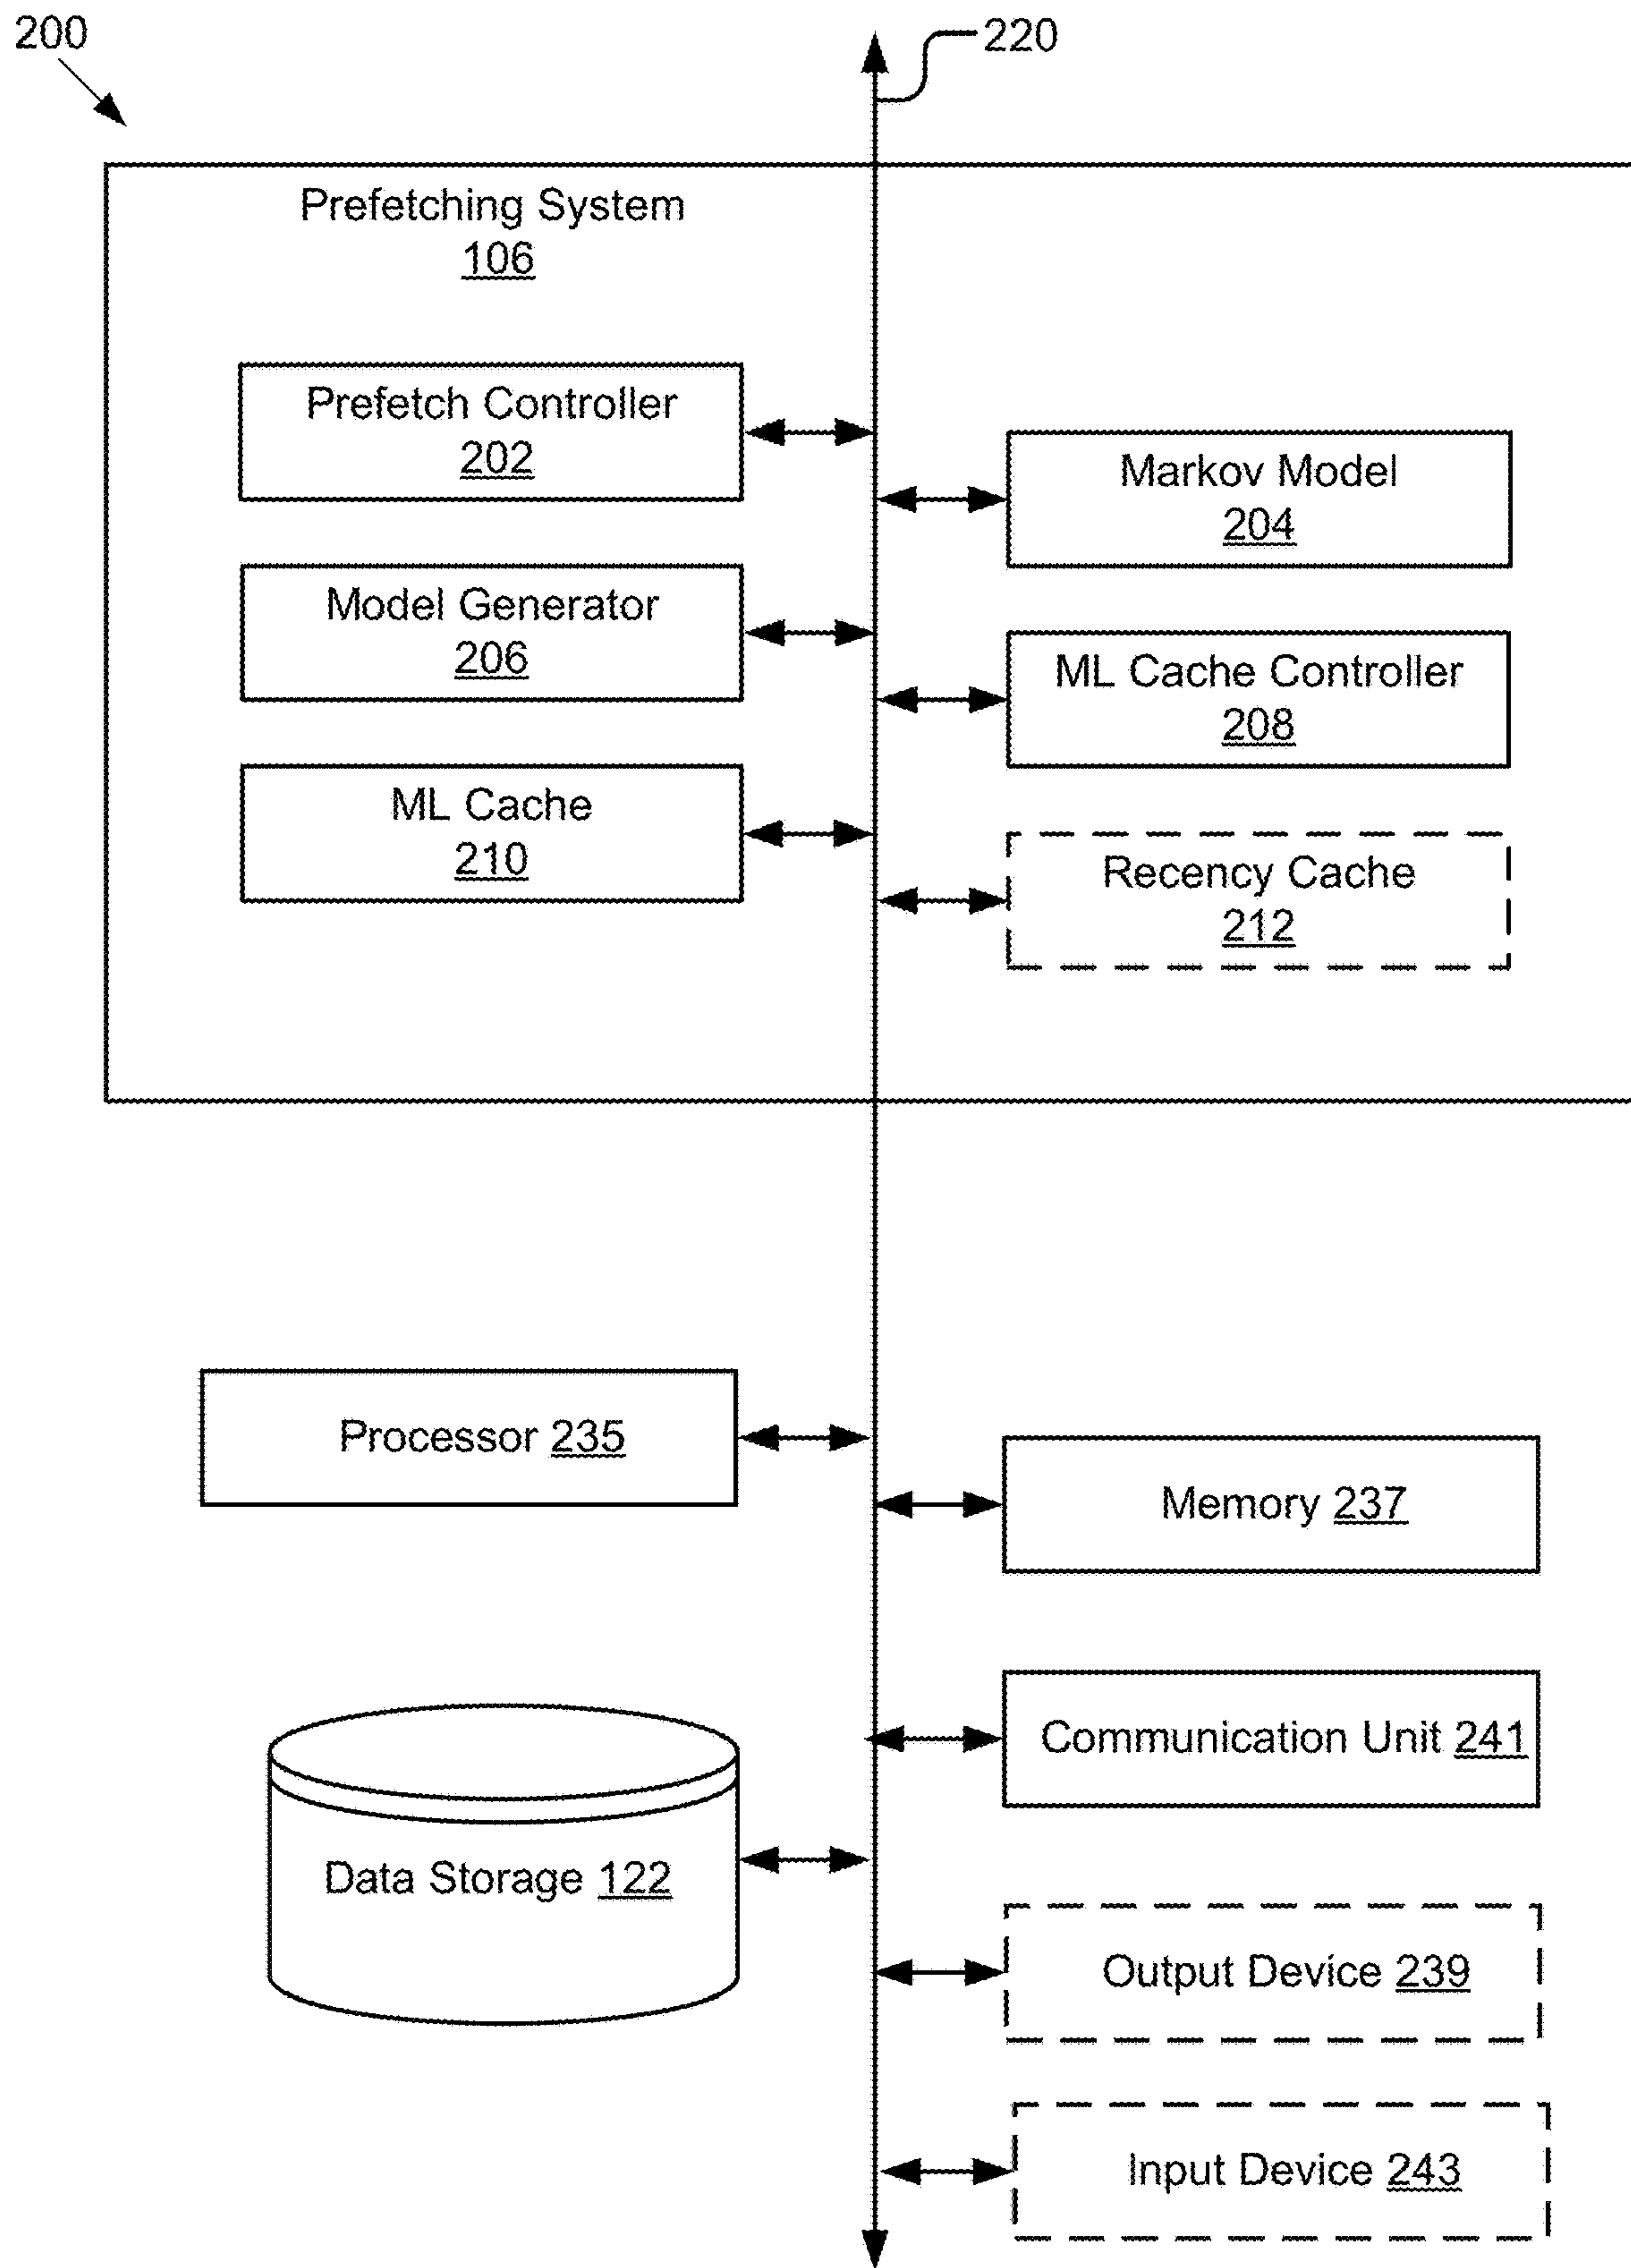 200
220
Prefetching System
106
Prefetch Controller
202
Markov Model
204
Model Generator
206
ML Cache Controller
208
ML Cache
210
Recency Cache
212
Processor 235
Memory 237
Communication Unit 241
Data Storage 122
Output Device 239
Input Device 243